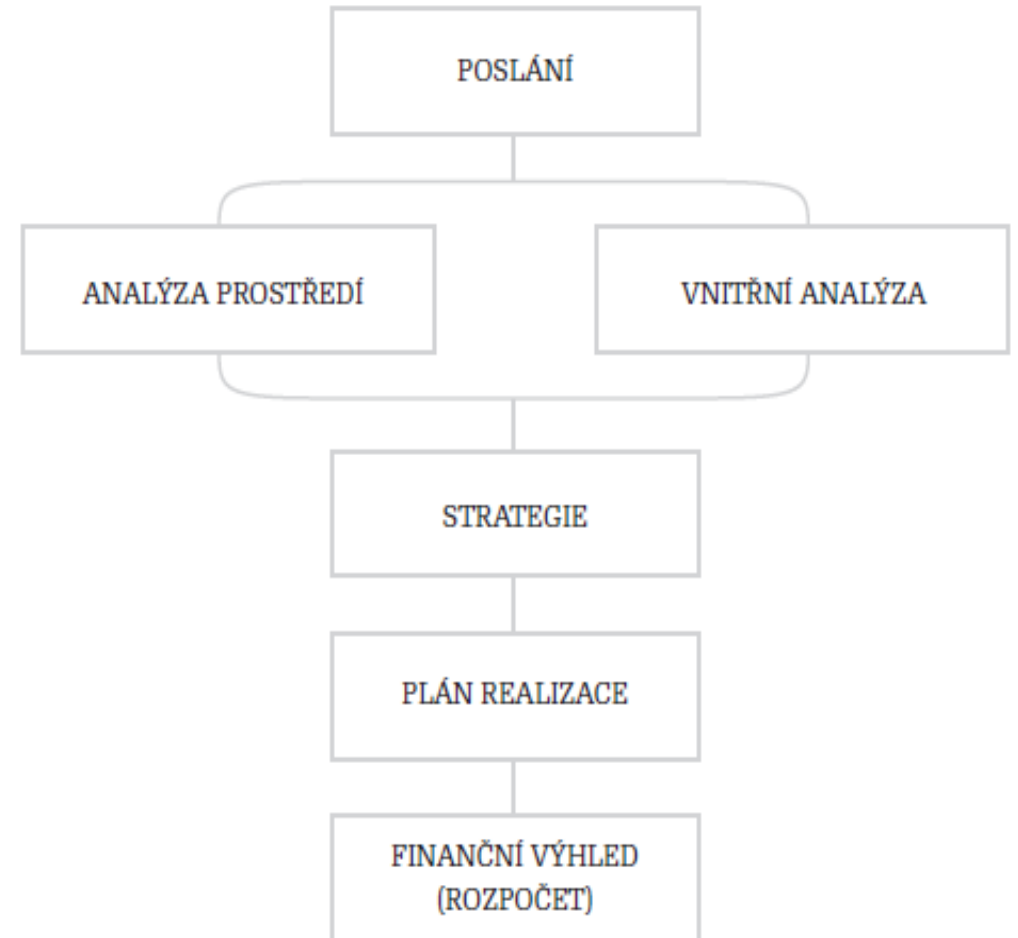 POSLÁNÍ
ANALÝZA PROSTŘEDÍ
VNITŘNÍ ANALÝZA
STRATEGIE
PLÁN REALIZACE
FINANČNÍ VÝHLED
(ROZPOČET)